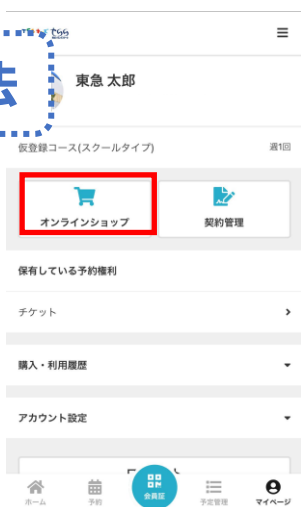 法
東急 太郎
仮登録コース(スクールタイプ) 週1回
オンラインショップ 契約管理
保有している予約権利
チケット
購入・利用履歴
アカウント設定
ホーム 予約 会員証 予定管理 マイページ